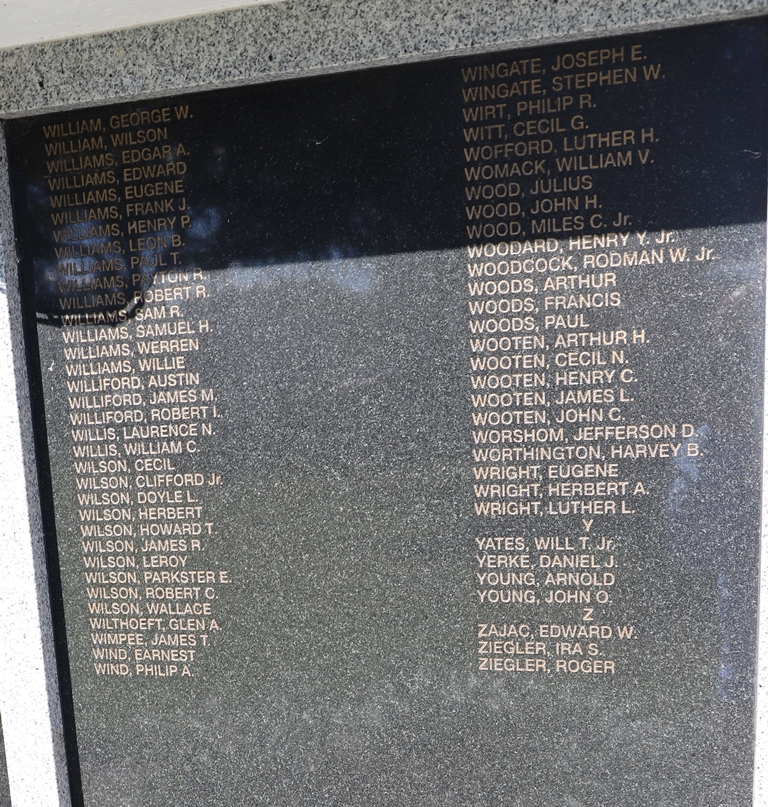 WILLIAM, GEORGE W.
WILLIAM, WILSON
WILLIAMS, EDGAR A.
WILLIAMS, EDWARD
WILLIAMS, EUGENE
WILLIAMS, FRANK J.
WILLIAMS, HENRY P.
WILLIAMS, LEON B.
WILLIAMS, PAUL T.
WILLIAMS, PAYTON R.
WILLIAMS, ROBERT R.
WILLIAMS, SAM R.
WILLIAMS, SAMUEL H.
WILLIAMS, WERREN
WILLIAMS, WILLIE
WILLIFORD, AUSTIN
WILLIFORD, JAMES M.
WILLIFORD, ROBERT I.
WILLIS, LAURENCE N.
WILLIS, WILLIAM C.
WILSON, CECIL
WILSON, CLIFFORD Jr.
WILSON, DOYLE L.
WILSON, HERBERT
WILSON, HOWARD T.
WILSON, JAMES R.
WILSON, LEROY
WILSON, PARKSTER E.
WILSON, ROBERT C.
WILSON, WALLACE
WILTHOEFT, GLEN A.
WIMPEE, JAMES T.
WIND, EARNEST
WIND, PHILIP A.
WINGATE, JOSEPH E.
WINGATE, STEPHEN W.
WIRT, PHILIP R.
WITT, CECIL G.
WOFFORD, LUTHER H.
WOMACK, WILLIAM V.
WOOD, JULIUS
WOOD, JOHN H.
WOOD, MILES C. Jr.
WOODARD, HENRY Y. Jr.
WOODCOCK, RODMAN W. Jr.
WOODS, ARTHUR
WOODS, FRANCIS
WOODS, PAUL
WOOTEN, ARTHUR H.
WOOTEN, CECIL N.
WOOTEN, HENRY C.
WOOTEN, JAMES L.
WOOTEN, JOHN C.
WORSHOM, JEFFERSON D.
WORTHINGTON, HARVEY B.
WRIGHT, EUGENE
WRIGHT, HERBERT A.
WRIGHT, LUTHER L.
Y
YATES, WILL T. Jr.
YERKE, DANIEL J.
YOUNG, ARNOLD
YOUNG, JOHN O.
Z
ZAJAC, EDWARD W.
ZIEGLER, IRA S.
ZIEGLER, ROGER